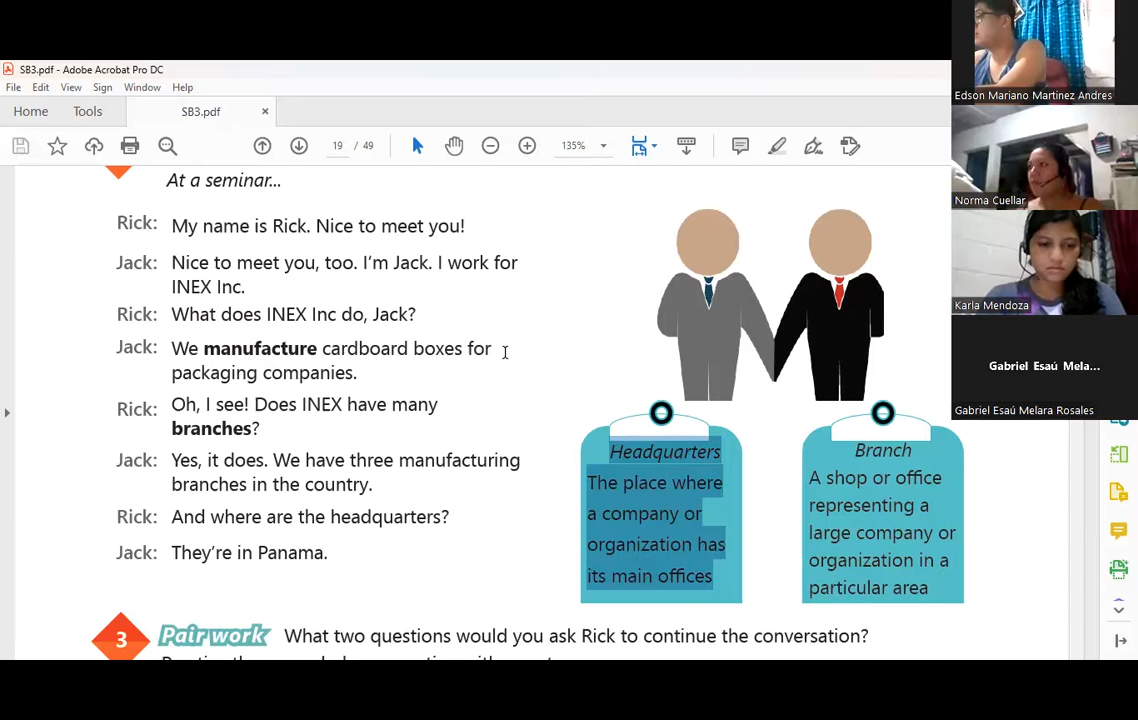 SB3.pdf - Adobe Acrobat Pro DC
File Edit View Sign Window Help
Home Tools SB3.pdf ×
19 / 49 135%
At a seminar...
Rick: My name is Rick. Nice to meet you!
Jack: Nice to meet you, too. I'm Jack. I work for
INEX Inc.
Rick: What does INEX Inc do, Jack?
Jack: We manufacture cardboard boxes for
packaging companies.
Rick: Oh, I see! Does INEX have many
branches?
Jack: Yes, it does. We have three manufacturing
branches in the country.
Rick: And where are the headquarters?
Jack: They're in Panama.
Headquarters
The place where
a company or
organization has
its main offices
Branch
A shop or office
representing a
large company or
organization in a
particular area
3 Pair work What two questions would you ask Rick to continue the conversation?
Edson Mariano Martinez Andres
Norma Cuellar
Karla Mendoza
Gabriel Esaú Mela...
Gabriel Esaú Melara Rosales